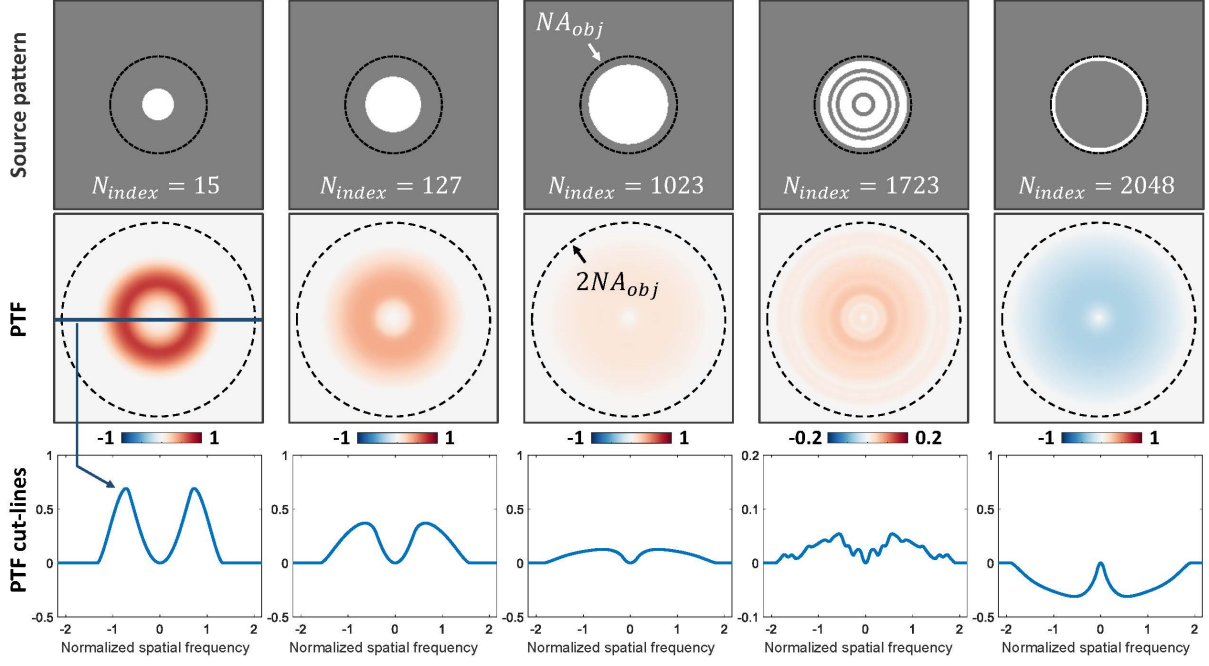 Source pattern
NA_obj
N_index = 15
N_index = 127
N_index = 1023
N_index = 1723
N_index = 2048
PTF
2NA_obj
-1 1
-1 1
-1 1
-0.2 0.2
-1 1
PTF cut-lines
1
0.5
0
-0.5
-2 -1 0 1 2
Normalized spatial frequency
1
0.5
0
-0.5
-2 -1 0 1 2
Normalized spatial frequency
1
0.5
0
-0.5
-2 -1 0 1 2
Normalized spatial frequency
0.2
0.1
0
-0.1
-2 -1 0 1 2
Normalized spatial frequency
1
0.5
0
-0.5
-2 -1 0 1 2
Normalized spatial frequency